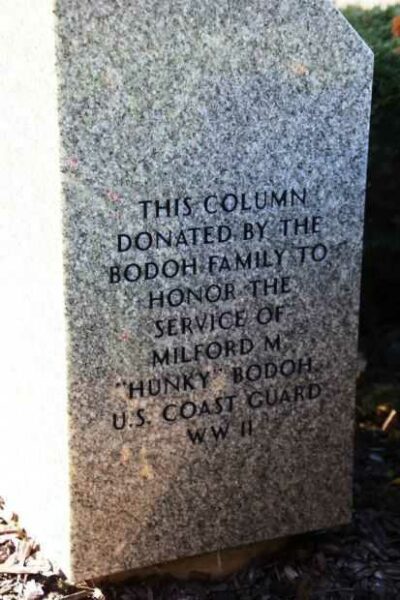 THIS COLUMN
DONATED BY THE
BODOH FAMILY TO
HONOR THE
SERVICE OF
MILFORD M.
"HUNKY" BODOH
U.S. COAST GUARD
WW II